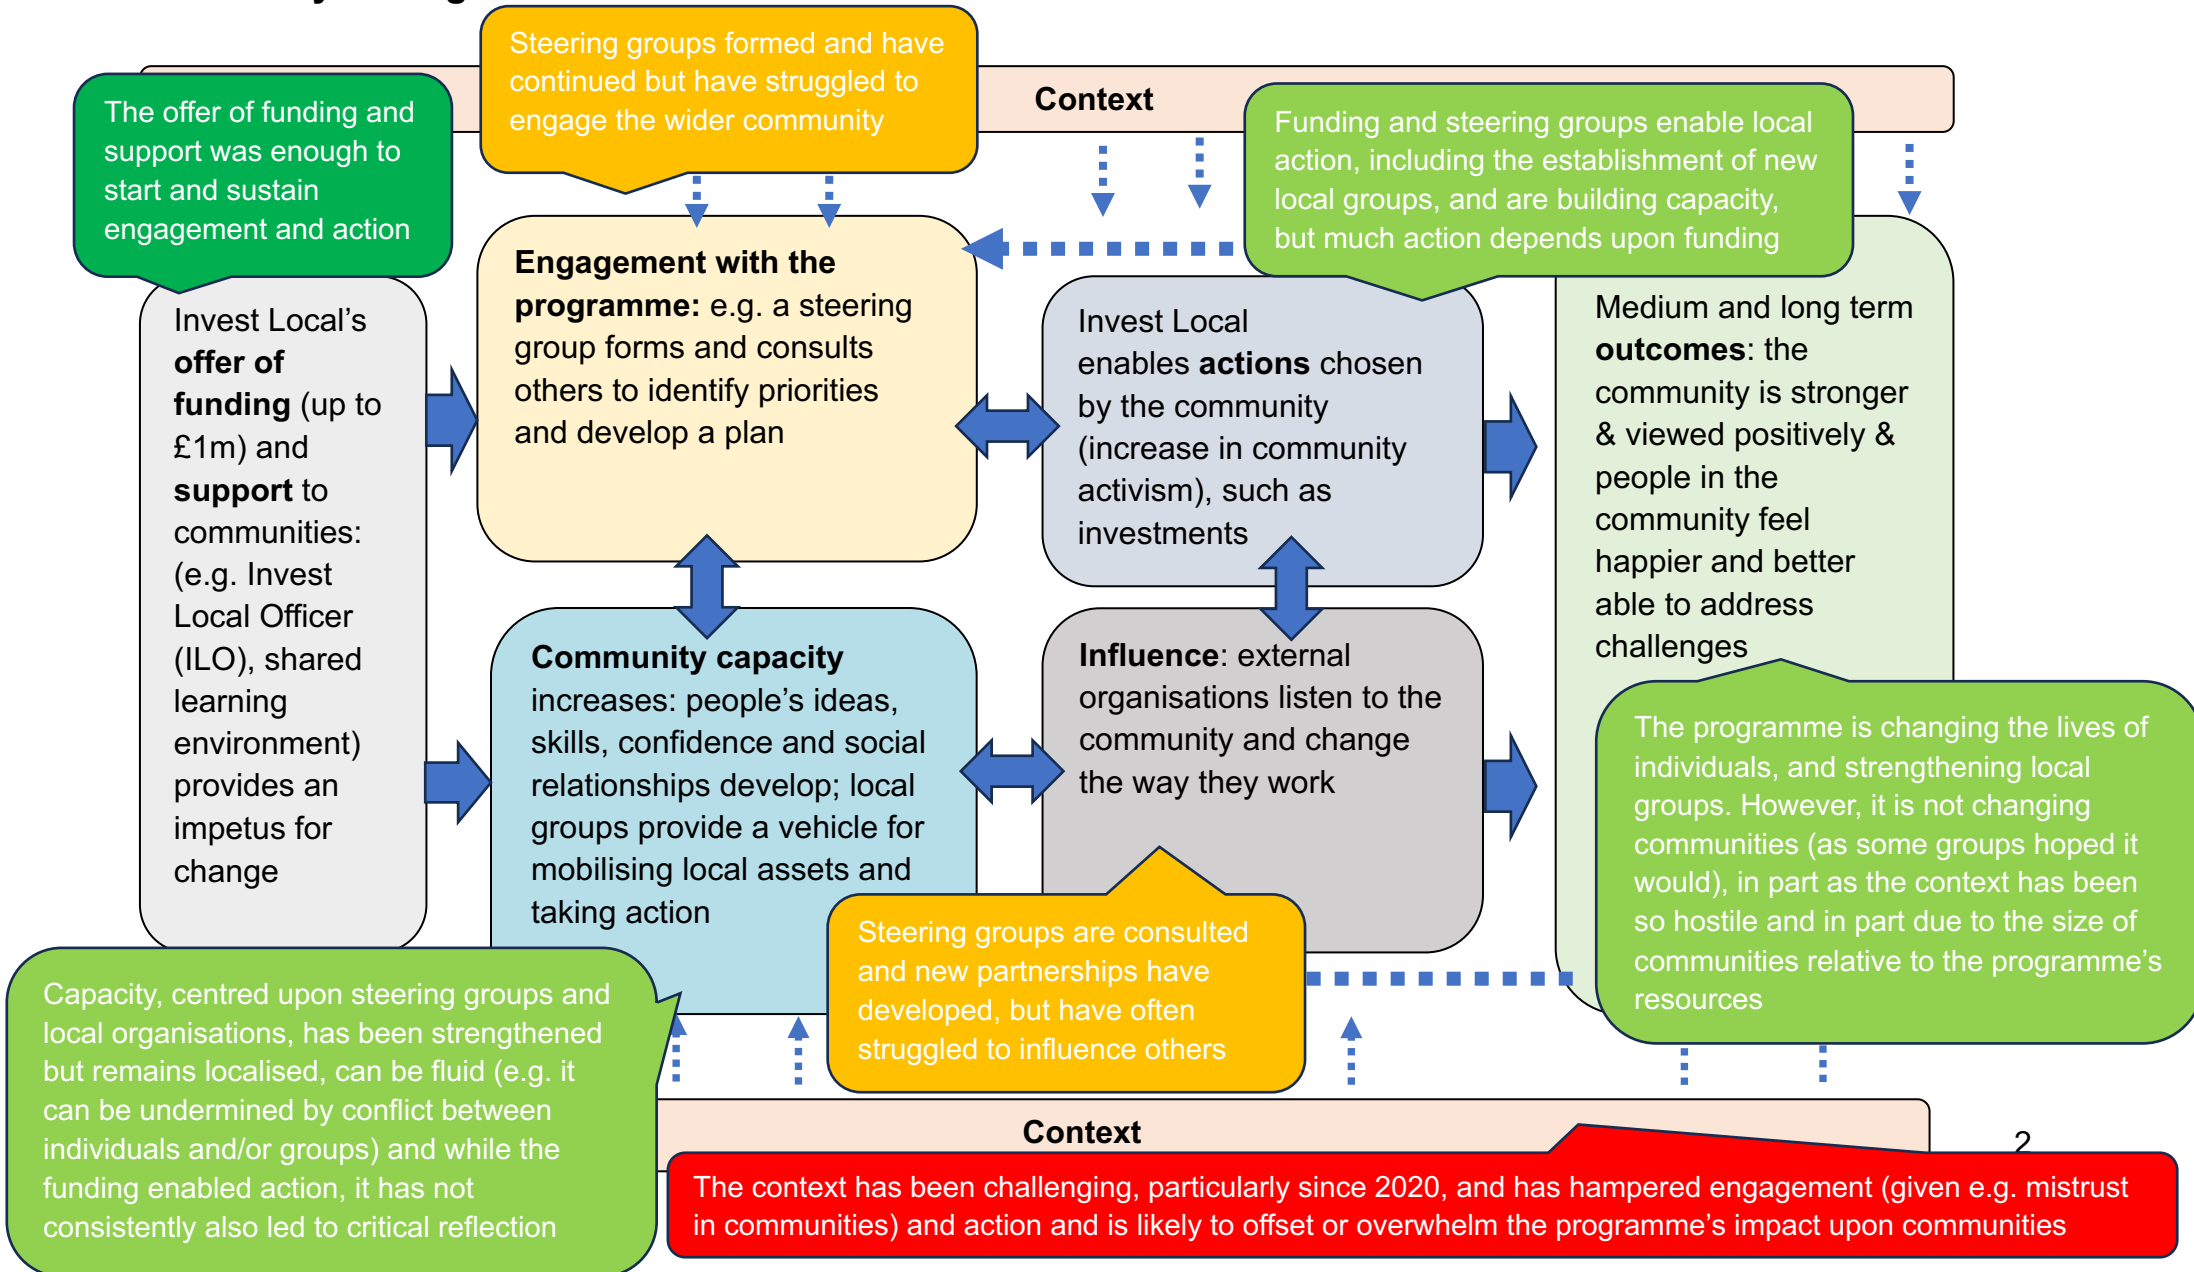 Steering groups formed and have
continued but have struggled to
engage the wider community
Context
The offer of funding and
support was enough to
start and sustain
engagement and action
Funding and steering groups enable local
action, including the establishment of new
local groups, and are building capacity,
but much action depends upon funding
Invest Local’s
offer of
funding (up to
£1m) and
support to
communities:
(e.g. Invest
Local Officer
(ILO), shared
learning
environment)
provides an
impetus for
change
Engagement with the
programme: e.g. a steering
group forms and consults
others to identify priorities
and develop a plan
Invest Local
enables actions chosen
by the community
(increase in community
activism), such as
investments
Medium and long term
outcomes: the
community is stronger
& viewed positively &
people in the
community feel
happier and better
able to address
challenges
Community capacity
increases: people’s ideas,
skills, confidence and social
relationships develop; local
groups provide a vehicle for
mobilising local assets and
taking action
Influence: external
organisations listen to the
community and change
the way they work
The programme is changing the lives of
individuals, and strengthening local
groups. However, it is not changing
communities (as some groups hoped it
would), in part as the context has been
so hostile and in part due to the size of
communities relative to the programme’s
resources
Steering groups are consulted
and new partnerships have
developed, but have often
struggled to influence others
Capacity, centred upon steering groups and
local organisations, has been strengthened
but remains localised, can be fluid (e.g. it
can be undermined by conflict between
individuals and/or groups) and while the
funding enabled action, it has not
consistently also led to critical reflection
Context
2
The context has been challenging, particularly since 2020, and has hampered engagement (given e.g. mistrust
in communities) and action and is likely to offset or overwhelm the programme’s impact upon communities